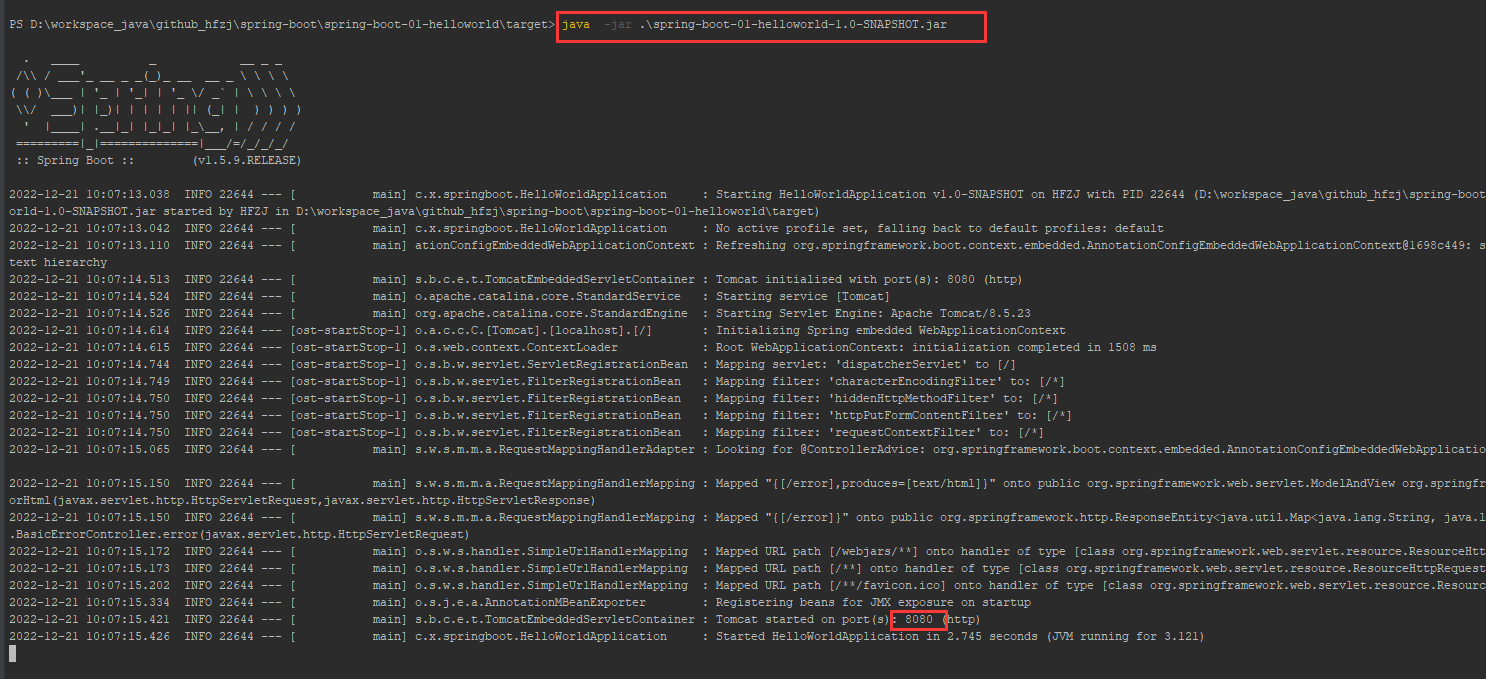 PS D:\workspace_java\github_hfzj\spring-boot\spring-boot-01-helloworld\target> java  -jar .\spring-boot-01-helloworld-1.0-SNAPSHOT.jar

  .   ____          _            __ _ _
 /\\ / ___'_ __ _ _(_)_ __  __ _ \ \ \ \
( ( )\___ | '_ | '_| | '_ \/ _` | \ \ \ \
 \\/  ___)| |_)| | | | | || (_| |  ) ) ) )
  '  |____| .__|_| |_|_| |_\__, | / / / /
 =========|_|==============|___/=/_/_/_/
 :: Spring Boot ::        (v1.5.9.RELEASE)

2022-12-21 10:07:13.038  INFO 22644 --- [           main] c.x.springboot.HelloWorldApplication     : Starting HelloWorldApplication v1.0-SNAPSHOT on HFZJ with PID 22644 (D:\workspace_java\github_hfzj\spring-boot
orld-1.0-SNAPSHOT.jar started by HFZJ in D:\workspace_java\github_hfzj\spring-boot\spring-boot-01-helloworld\target)
2022-12-21 10:07:13.042  INFO 22644 --- [           main] c.x.springboot.HelloWorldApplication     : No active profile set, falling back to default profiles: default
2022-12-21 10:07:13.110  INFO 22644 --- [           main] ationConfigEmbeddedWebApplicationContext : Refreshing org.springframework.boot.context.embedded.AnnotationConfigEmbeddedWebApplicationContext@1698c449: s
text hierarchy
2022-12-21 10:07:14.513  INFO 22644 --- [           main] s.b.c.e.t.TomcatEmbeddedServletContainer : Tomcat initialized with port(s): 8080 (http)
2022-12-21 10:07:14.524  INFO 22644 --- [           main] o.apache.catalina.core.StandardService   : Starting service [Tomcat]
2022-12-21 10:07:14.526  INFO 22644 --- [           main] org.apache.catalina.core.StandardEngine  : Starting Servlet Engine: Apache Tomcat/8.5.23
2022-12-21 10:07:14.614  INFO 22644 --- [ost-startStop-1] o.a.c.c.C.[Tomcat].[localhost].[/]       : Initializing Spring embedded WebApplicationContext
2022-12-21 10:07:14.615  INFO 22644 --- [ost-startStop-1] o.s.web.context.ContextLoader            : Root WebApplicationContext: initialization completed in 1508 ms
2022-12-21 10:07:14.744  INFO 22644 --- [ost-startStop-1] o.s.b.w.servlet.ServletRegistrationBean  : Mapping servlet: 'dispatcherServlet' to [/]
2022-12-21 10:07:14.749  INFO 22644 --- [ost-startStop-1] o.s.b.w.servlet.FilterRegistrationBean   : Mapping filter: 'characterEncodingFilter' to: [/*]
2022-12-21 10:07:14.750  INFO 22644 --- [ost-startStop-1] o.s.b.w.servlet.FilterRegistrationBean   : Mapping filter: 'hiddenHttpMethodFilter' to: [/*]
2022-12-21 10:07:14.750  INFO 22644 --- [ost-startStop-1] o.s.b.w.servlet.FilterRegistrationBean   : Mapping filter: 'httpPutFormContentFilter' to: [/*]
2022-12-21 10:07:14.750  INFO 22644 --- [ost-startStop-1] o.s.b.w.servlet.FilterRegistrationBean   : Mapping filter: 'requestContextFilter' to: [/*]
2022-12-21 10:07:15.065  INFO 22644 --- [           main] s.w.s.m.m.a.RequestMappingHandlerAdapter : Looking for @ControllerAdvice: org.springframework.boot.context.embedded.AnnotationConfigEmbeddedWebApplicatio

2022-12-21 10:07:15.150  INFO 22644 --- [           main] s.w.s.m.m.a.RequestMappingHandlerMapping : Mapped "{[/error],produces=[text/html]}" onto public org.springframework.web.servlet.ModelAndView org.springfr
orHtml(javax.servlet.http.HttpServletRequest,javax.servlet.http.HttpServletResponse)
2022-12-21 10:07:15.150  INFO 22644 --- [           main] s.w.s.m.m.a.RequestMappingHandlerMapping : Mapped "{[/error]}" onto public org.springframework.http.ResponseEntity<java.util.Map<java.lang.String, java.l
.BasicErrorController.error(javax.servlet.http.HttpServletRequest)
2022-12-21 10:07:15.172  INFO 22644 --- [           main] o.s.w.s.handler.SimpleUrlHandlerMapping  : Mapped URL path [/webjars/**] onto handler of type [class org.springframework.web.servlet.resource.ResourceHtt
2022-12-21 10:07:15.173  INFO 22644 --- [           main] o.s.w.s.handler.SimpleUrlHandlerMapping  : Mapped URL path [/**] onto handler of type [class org.springframework.web.servlet.resource.ResourceHttpRequest
2022-12-21 10:07:15.202  INFO 22644 --- [           main] o.s.w.s.handler.SimpleUrlHandlerMapping  : Mapped URL path [/**/favicon.ico] onto handler of type [class org.springframework.web.servlet.resource.Resourc
2022-12-21 10:07:15.334  INFO 22644 --- [           main] o.s.j.e.a.AnnotationMBeanExporter        : Registering beans for JMX exposure on startup
2022-12-21 10:07:15.421  INFO 22644 --- [           main] s.b.c.e.t.TomcatEmbeddedServletContainer : Tomcat started on port(s): 8080 (http)
2022-12-21 10:07:15.426  INFO 22644 --- [           main] c.x.springboot.HelloWorldApplication     : Started HelloWorldApplication in 2.745 seconds (JVM running for 3.121)